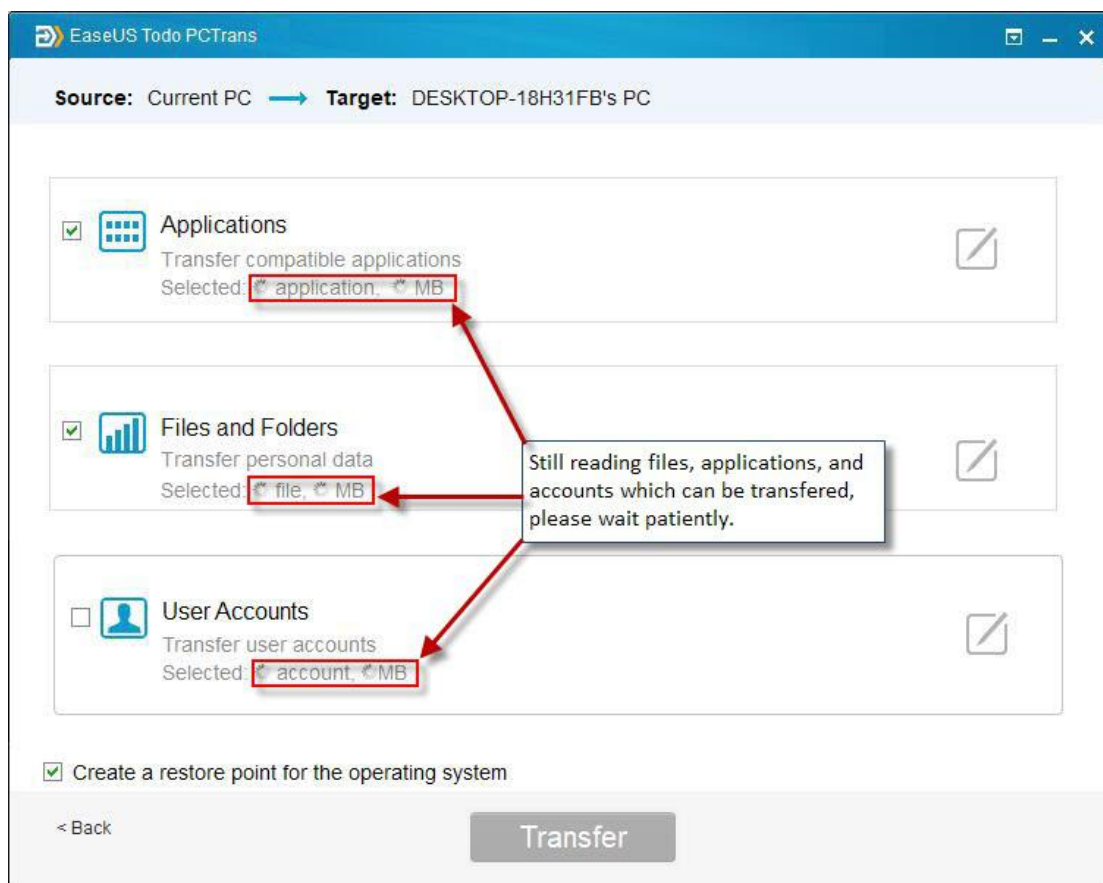 EaseUS Todo PCTrans
Source: Current PC Target: DESKTOP-18H31FB's PC
Applications
Transfer compatible applications
Selected: application, MB
Files and Folders
Transfer personal data
Selected: file, MB
Still reading files, applications, and
accounts which can be transfered,
please wait patiently.
User Accounts
Transfer user accounts
Selected: account, MB
Create a restore point for the operating system
< Back
Transfer